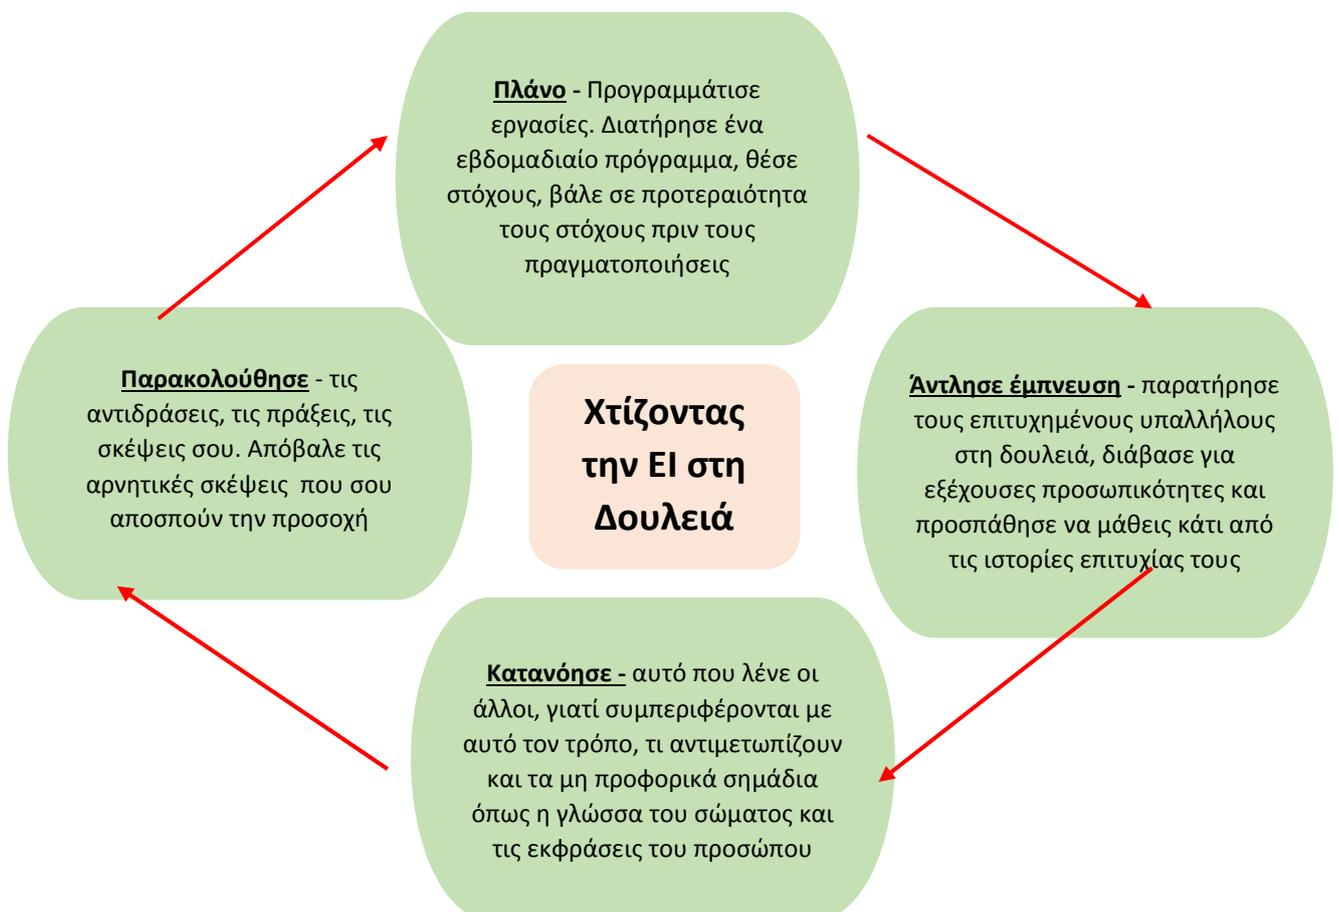 Πλάνο - Προγραμμάτισε
εργασίες. Διατήρησε ένα
εβδομαδιαίο πρόγραμμα, θέσε
στόχους, βάλε σε προτεραιότητα
τους στόχους πριν τους
πραγματοποιήσεις
Άντλησε έμπνευση - παρατήρησε
τους επιτυχημένους υπαλλήλους
στη δουλειά, διάβασε για
εξέχουσες προσωπικότητες και
προσπάθησε να μάθεις κάτι από
τις ιστορίες επιτυχίας τους
Κατανόησε - αυτό που λένε οι
άλλοι, γιατί συμπεριφέρονται με
αυτό τον τρόπο, τι αντιμετωπίζουν
και τα μη προφορικά σημάδια
όπως η γλώσσα του σώματος και
τις εκφράσεις του προσώπου
Παρακολούθησε - τις
αντιδράσεις, τις πράξεις, τις
σκέψεις σου. Απόβαλε τις
αρνητικές σκέψεις  που σου
αποσπούν την προσοχή
Χτίζοντας
την ΕΙ στη
Δουλειά